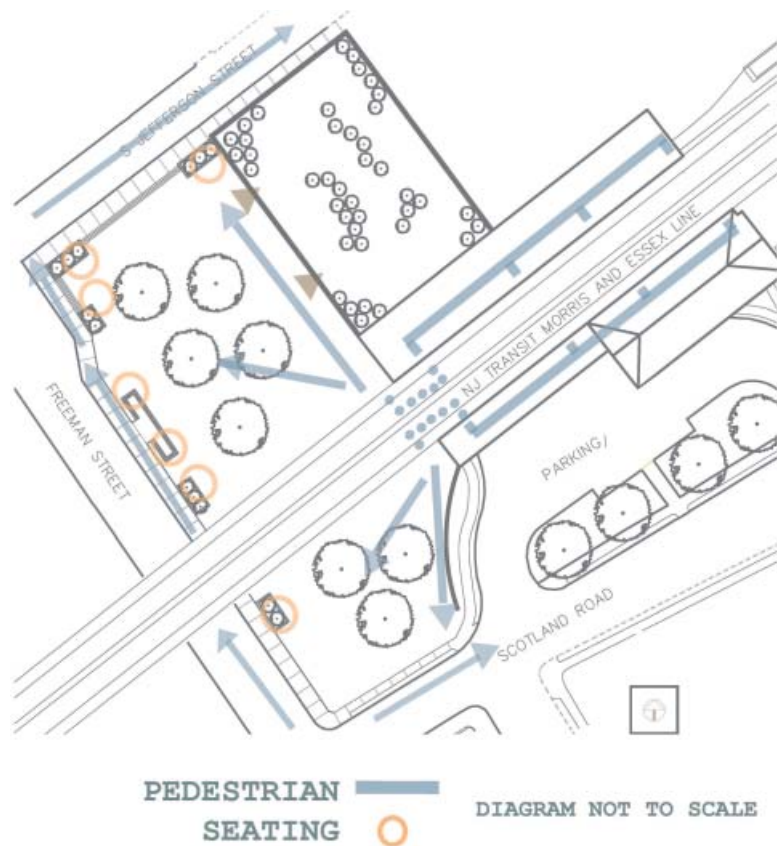 S JEFFERSON STREET
NJ TRANSIT MORRIS AND ESSEX LINE
FREEMAN STREET
PARKING/
SCOTLAND ROAD
PEDESTRIAN
SEATING
DIAGRAM NOT TO SCALE